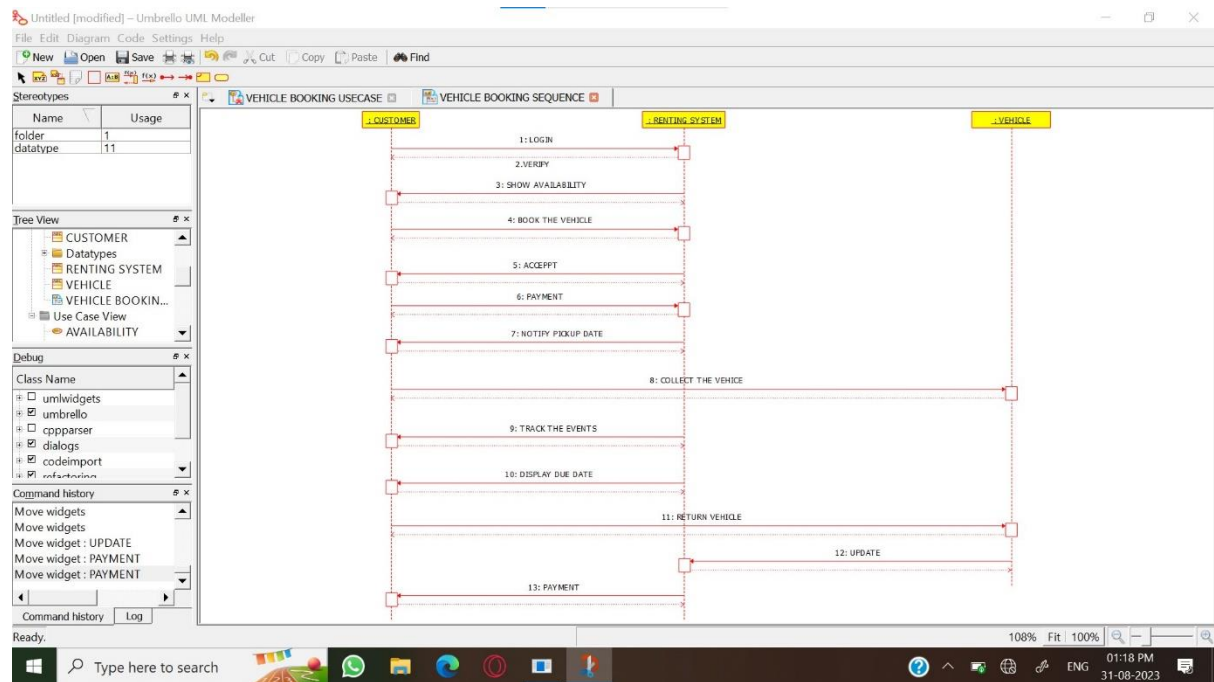 Untitled [modified] – Umbrello UML Modeller
File Edit Diagram Code Settings Help
New Open Save Cut Copy Paste Find
Stereotypes
VEHICLE BOOKING USECASE VEHICLE BOOKING SEQUENCE
Name Usage
folder 1
datatype 11
: CUSTOMER : RENTING SYSTEM : VEHICLE
1: LOGIN
2.VERIFY
3: SHOW AVAILABILITY
4: BOOK THE VEHICLE
5: ACCEPPT
6: PAYMENT
7: NOTIFY PICKUP DATE
8: COLLECT THE VEHICE
9: TRACK THE EVENTS
10: DISPLAY DUE DATE
11: RETURN VEHICLE
12: UPDATE
13: PAYMENT
Tree View
CUSTOMER
Datatypes
RENTING SYSTEM
VEHICLE
VEHICLE BOOKIN...
Use Case View
AVAILABILITY
Debug
Class Name
umlwidgets
umbrello
cppparser
dialogs
codeimport
refactoring
Command history
Move widgets
Move widgets
Move widget : UPDATE
Move widget : PAYMENT
Move widget : PAYMENT
Command history Log
Ready. 108% Fit 100%
Type here to search ENG 01:18 PM
31-08-2023